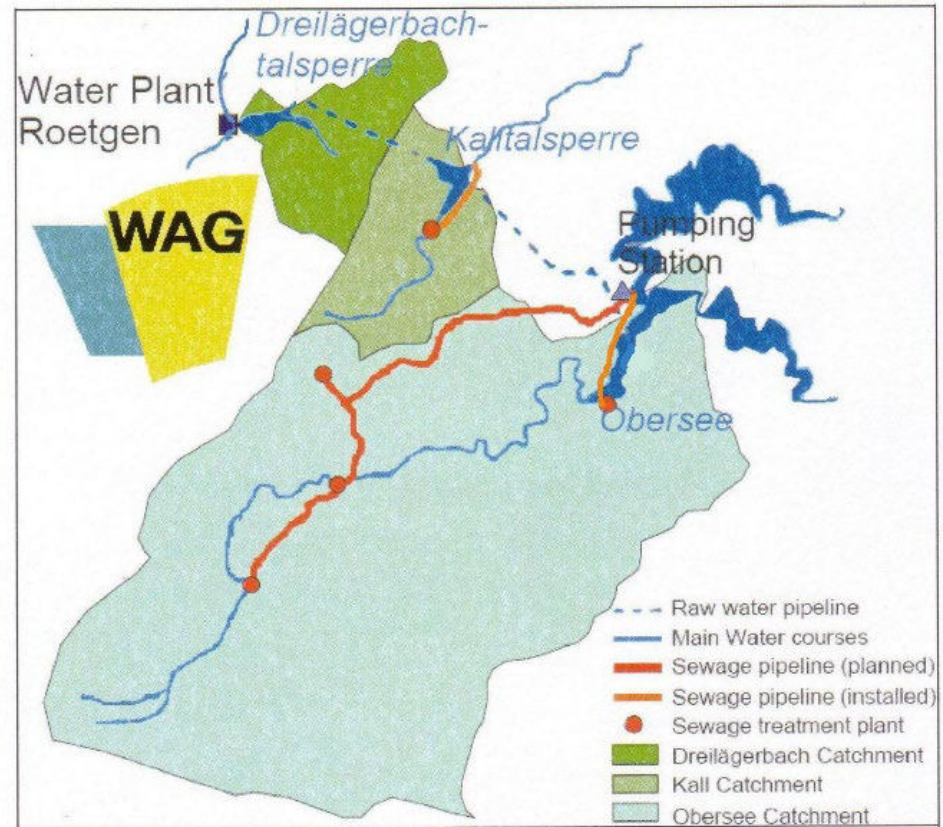 Dreilägerbach-
talsperre
Water Plant
Roetgen
Kalltalsperre
WAG
Pumping
Station
Obersee
Raw water pipeline
Main Water courses
Sewage pipeline (planned)
Sewage pipeline (installed)
Sewage treatment plant
Dreilägerbach Catchment
Kall Catchment
Obersee Catchment